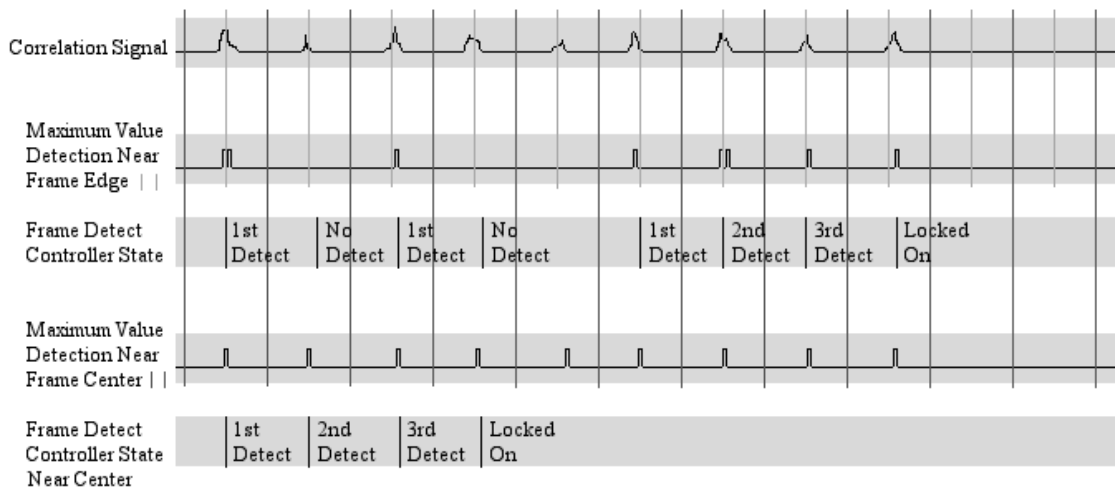 Correlation Signal
Maximum Value
Detection Near
Frame Edge | |
Frame Detect
Controller State
1st
Detect
No
Detect
1st
Detect
No
Detect
1st
Detect
2nd
Detect
3rd
Detect
Locked
On
Maximum Value
Detection Near
Frame Center | |
Frame Detect
Controller State
Near Center
1st
Detect
2nd
Detect
3rd
Detect
Locked
On